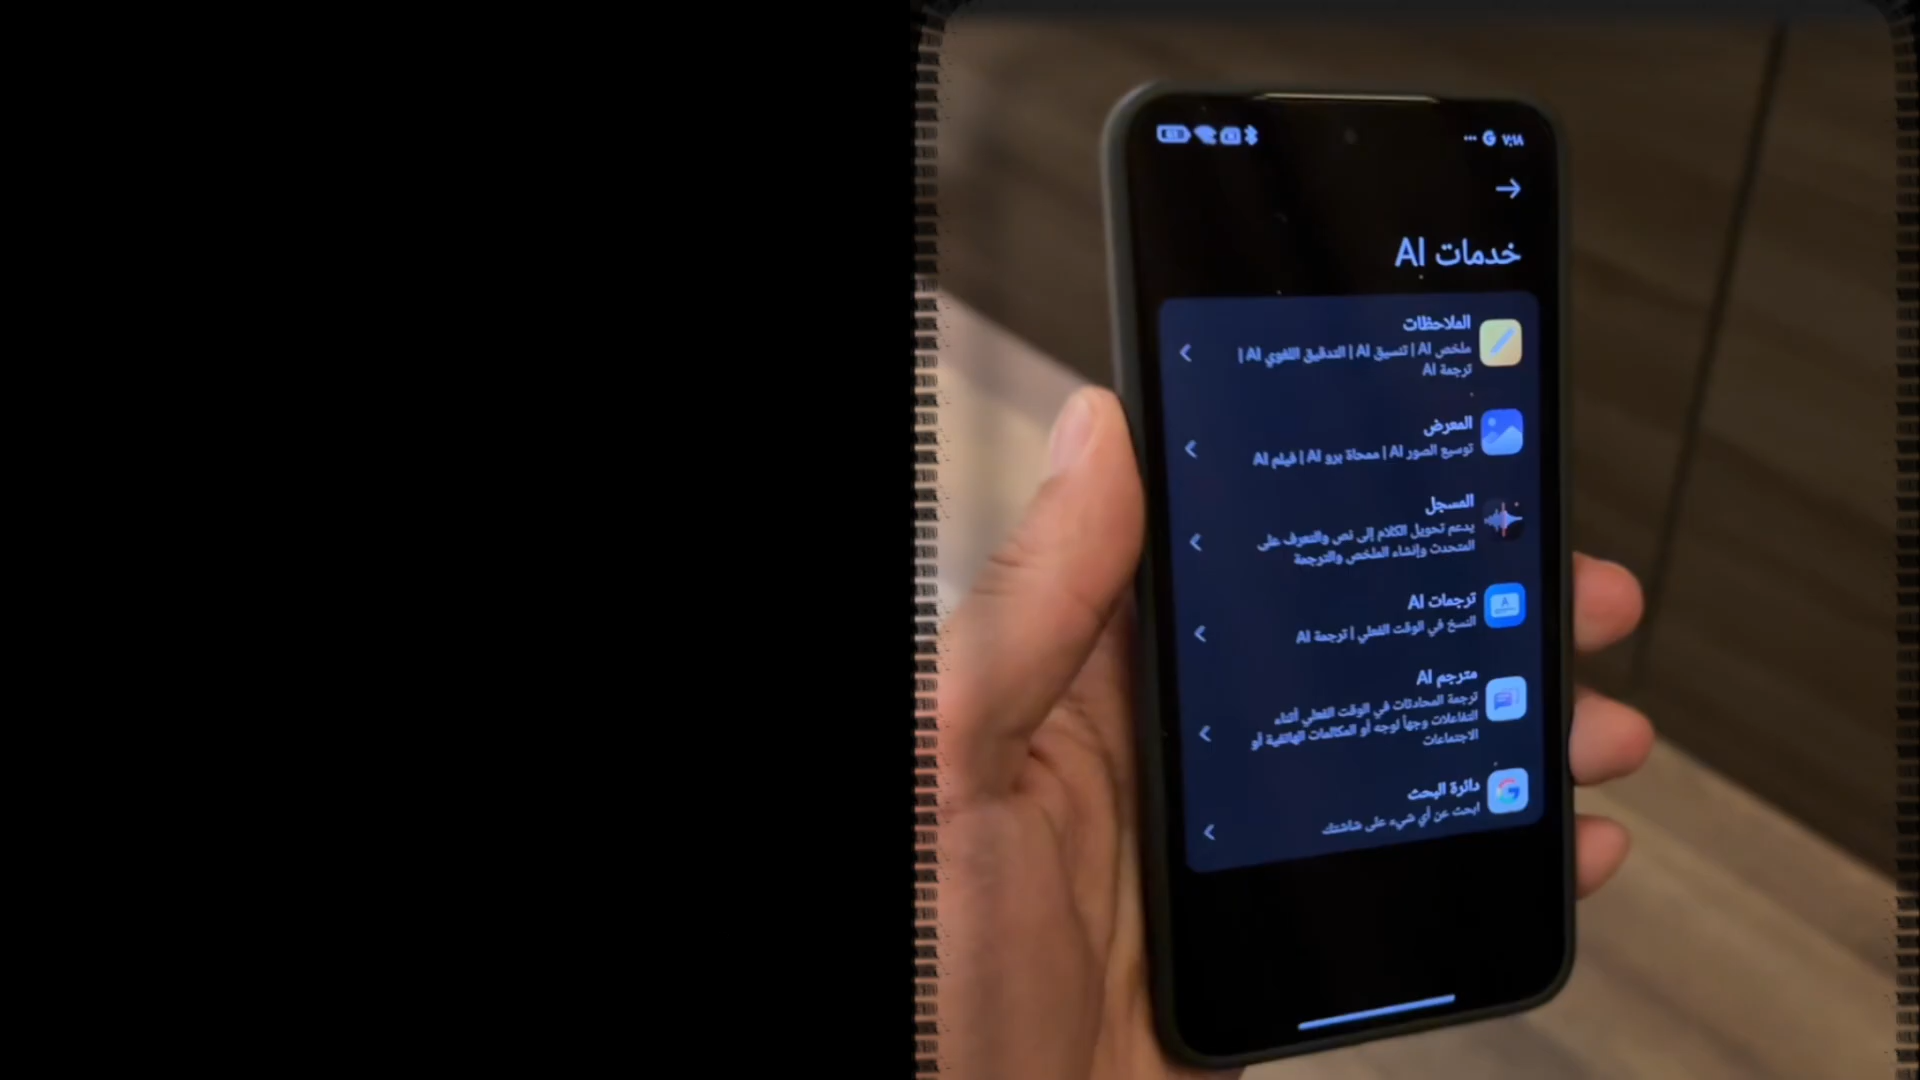 ٧:١٨
خدمات AI
الملاحظات
ملخص AI | تنسيق AI | التدقيق اللغوي AI |
ترجمة AI
المعرض
توسيع الصور AI | ممحاة برو AI | فيلم AI
المسجل
يدعم تحويل الكلام إلى نص والتعرف على
المتحدث وإنشاء الملخص والترجمة
ترجمات AI
النسخ في الوقت الفعلي | ترجمة AI
مترجم AI
ترجمة المحادثات في الوقت الفعلي أثناء
التفاعلات وجهاً لوجه أو المكالمات الهاتفية أو
الاجتماعات
دائرة البحث
ابحث عن أي شيء على شاشتك